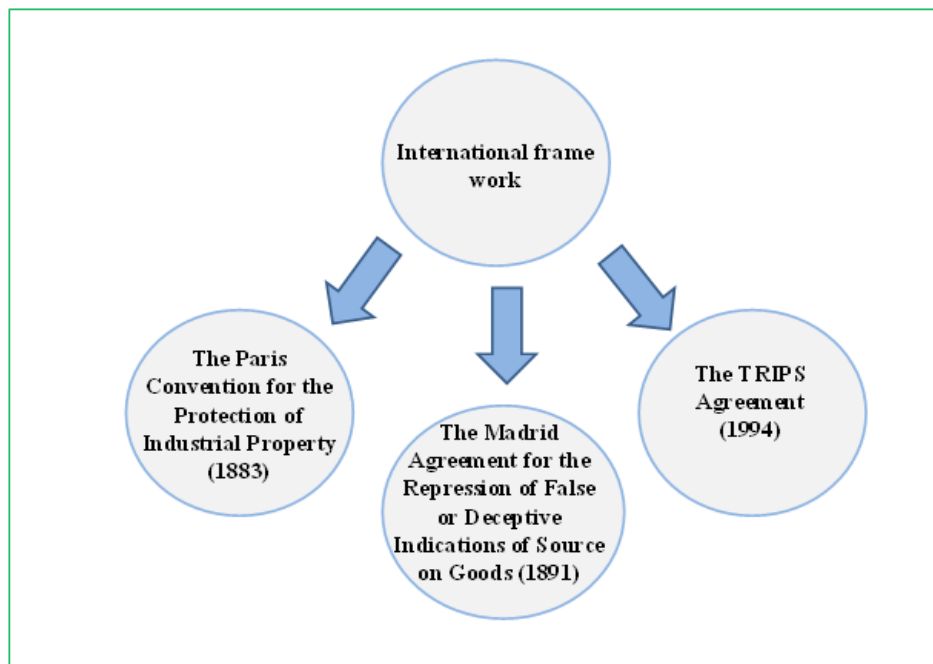 International frame
work
The Paris
Convention for the
Protection of
Industrial Property
(1883)
The Madrid
Agreement for the
Repression of False
or Deceptive
Indications of Source
on Goods (1891)
The TRIPS
Agreement
(1994)